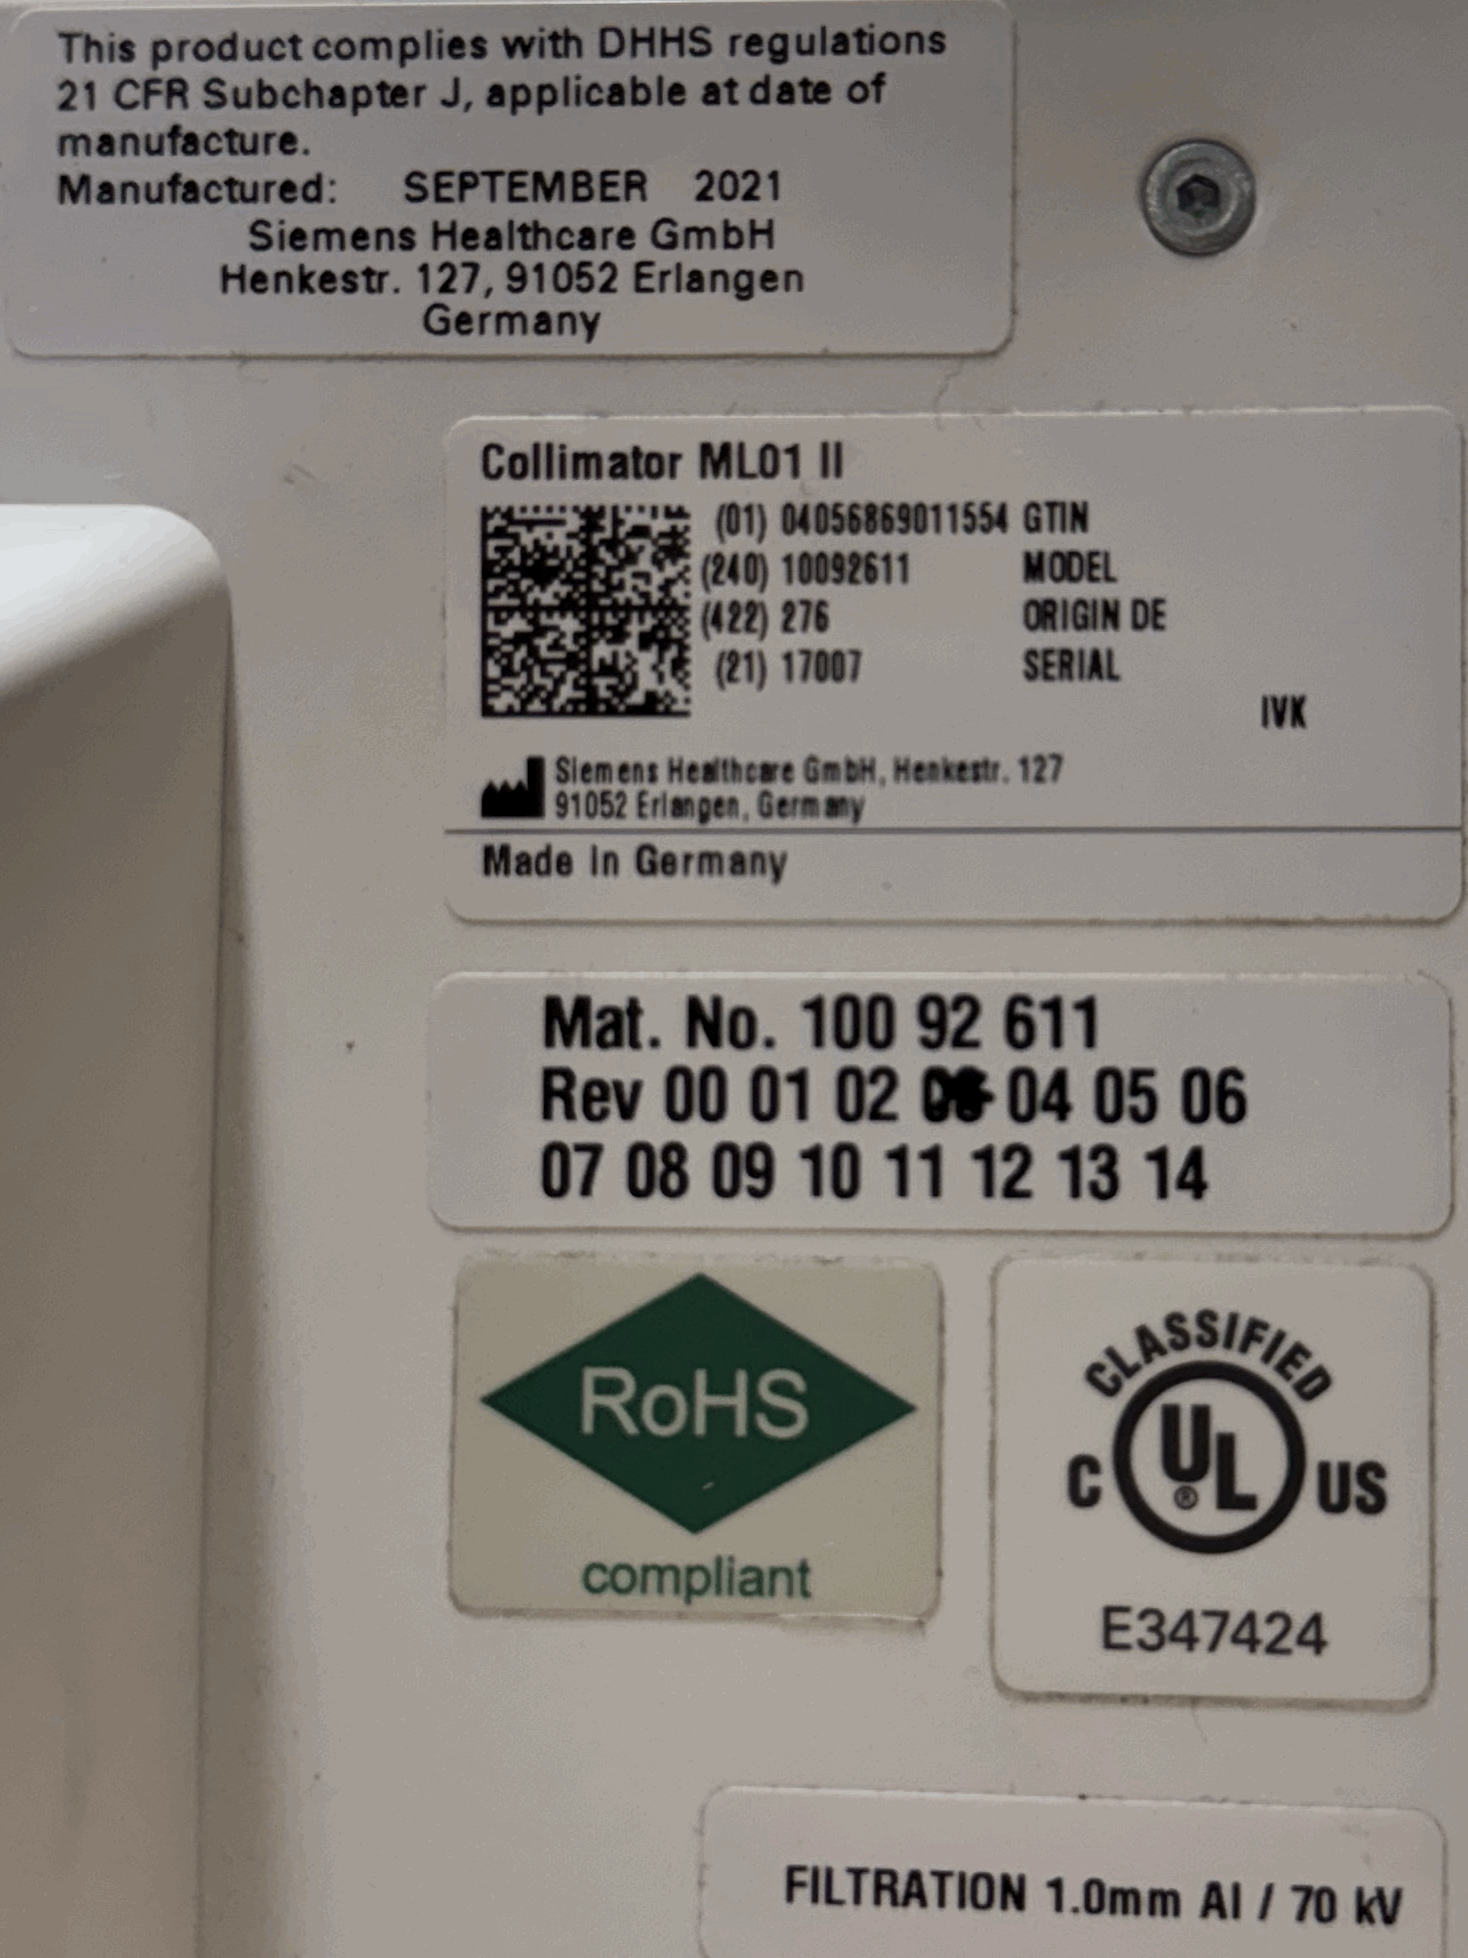 This product complies with DHHS regulations
21 CFR Subchapter J, applicable at date of
manufacture.
Manufactured: SEPTEMBER 2021
Siemens Healthcare GmbH
Henkestr. 127, 91052 Erlangen
Germany
Collimator ML01 II
(01) 04056869011554 GTIN
(240) 10092611 MODEL
(422) 276 ORIGIN DE
(21) 17007 SERIAL
IVK
Siemens Healthcare GmbH, Henkestr. 127
91052 Erlangen, Germany
Made In Germany
Mat. No. 100 92 611
Rev 00 01 02 04 05 06
07 08 09 10 11 12 13 14
RoHS
compliant
CLASSIFIED
C UL ® US
E347424
FILTRATION 1.0mm Al / 70 kV